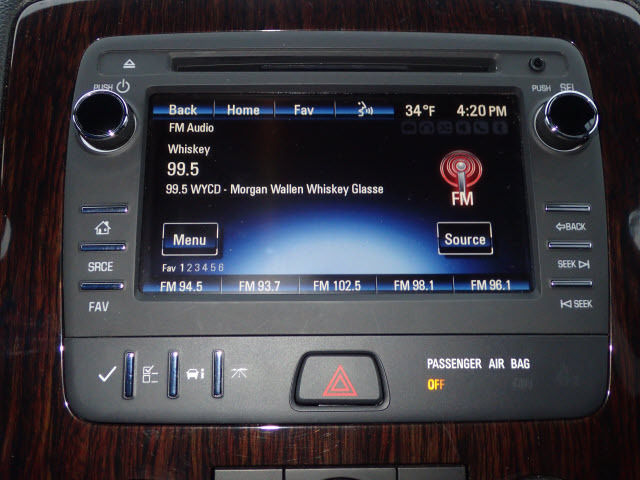 PUSH
PUSH SEL
Back Home Fav 34°F 4:20 PM
FM Audio
Whiskey
99.5
99.5 WYCD - Morgan Wallen Whiskey Glasse
FM
Menu
Source
Fav 1 2 3 4 5 6
FM 94.5 FM 93.7 FM 102.5 FM 98.1 FM 96.1
SRCE
FAV
BACK
SEEK
SEEK
PASSENGER AIR BAG
OFF